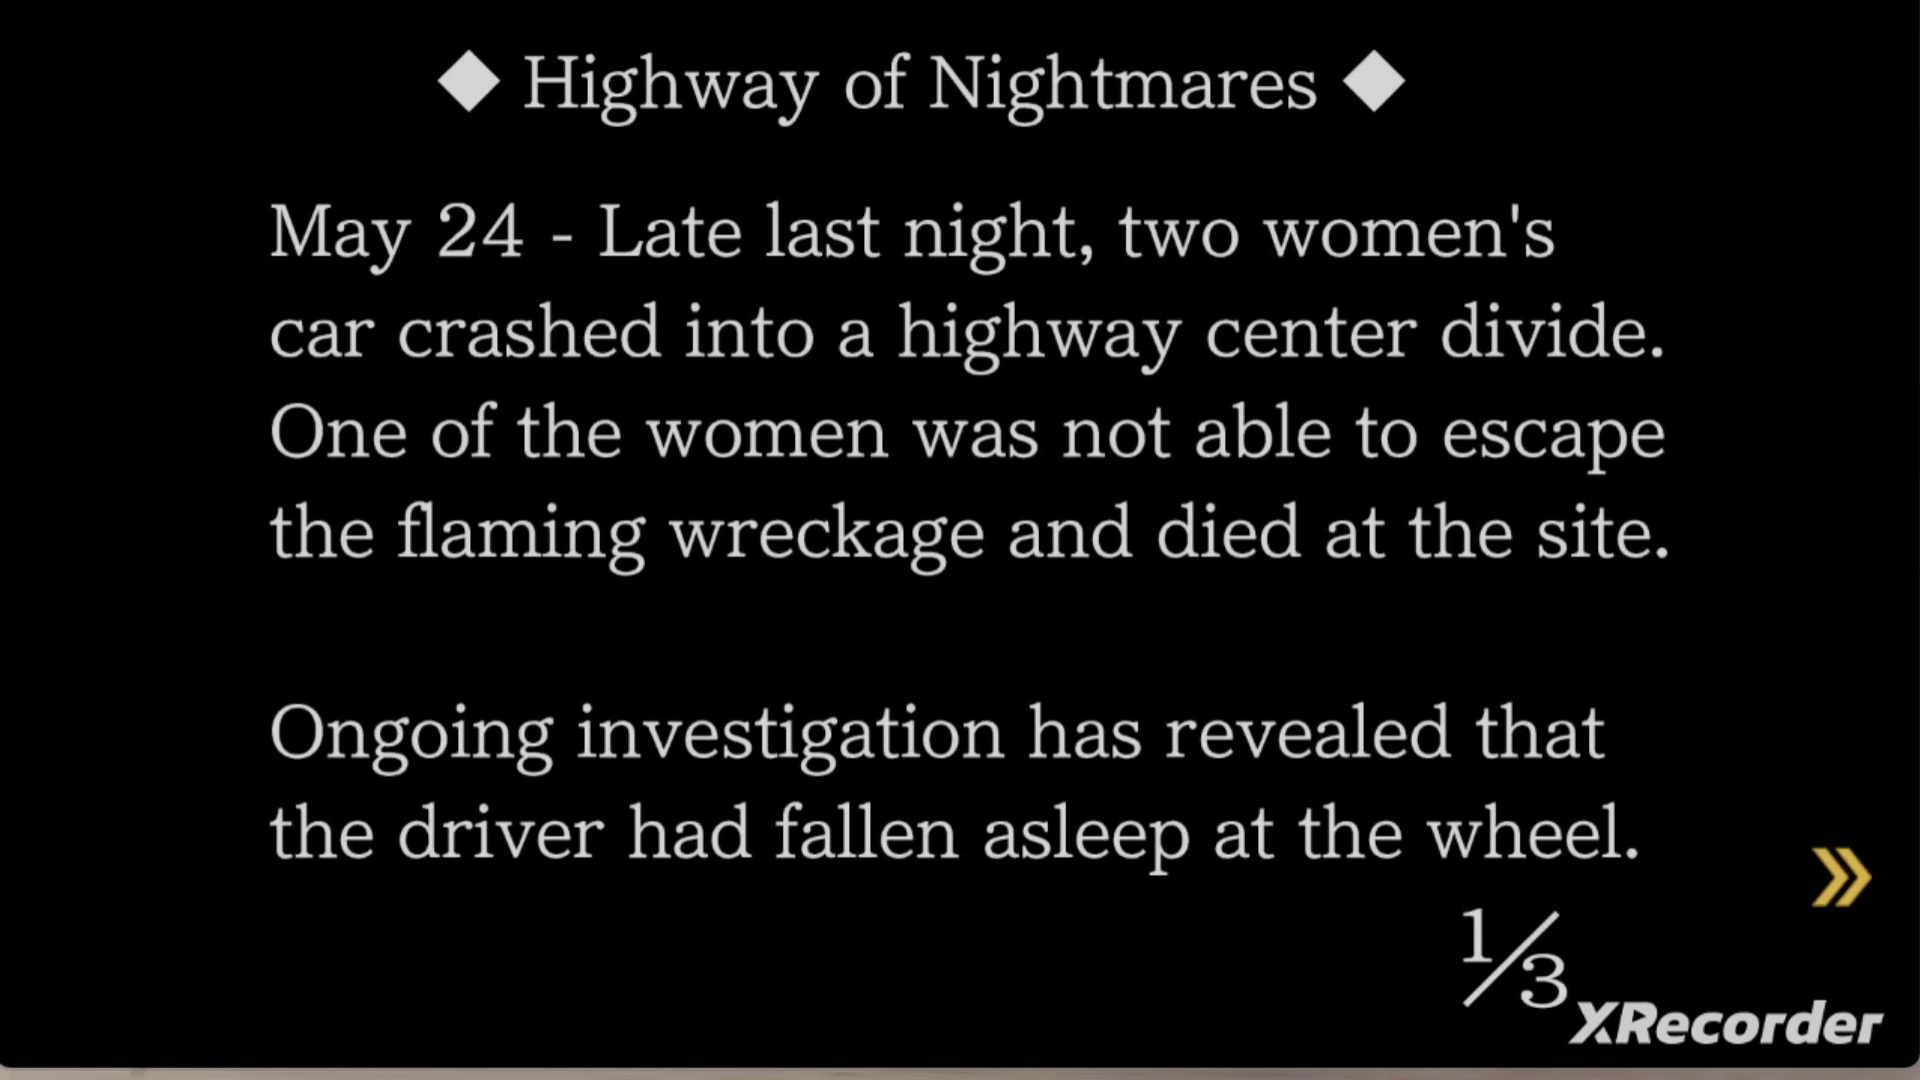 ◆ Highway of Nightmares ◆
May 24 - Late last night, two women's
car crashed into a highway center divide.
One of the women was not able to escape
the flaming wreckage and died at the site.
Ongoing investigation has revealed that
the driver had fallen asleep at the wheel.
1/3
XRecorder